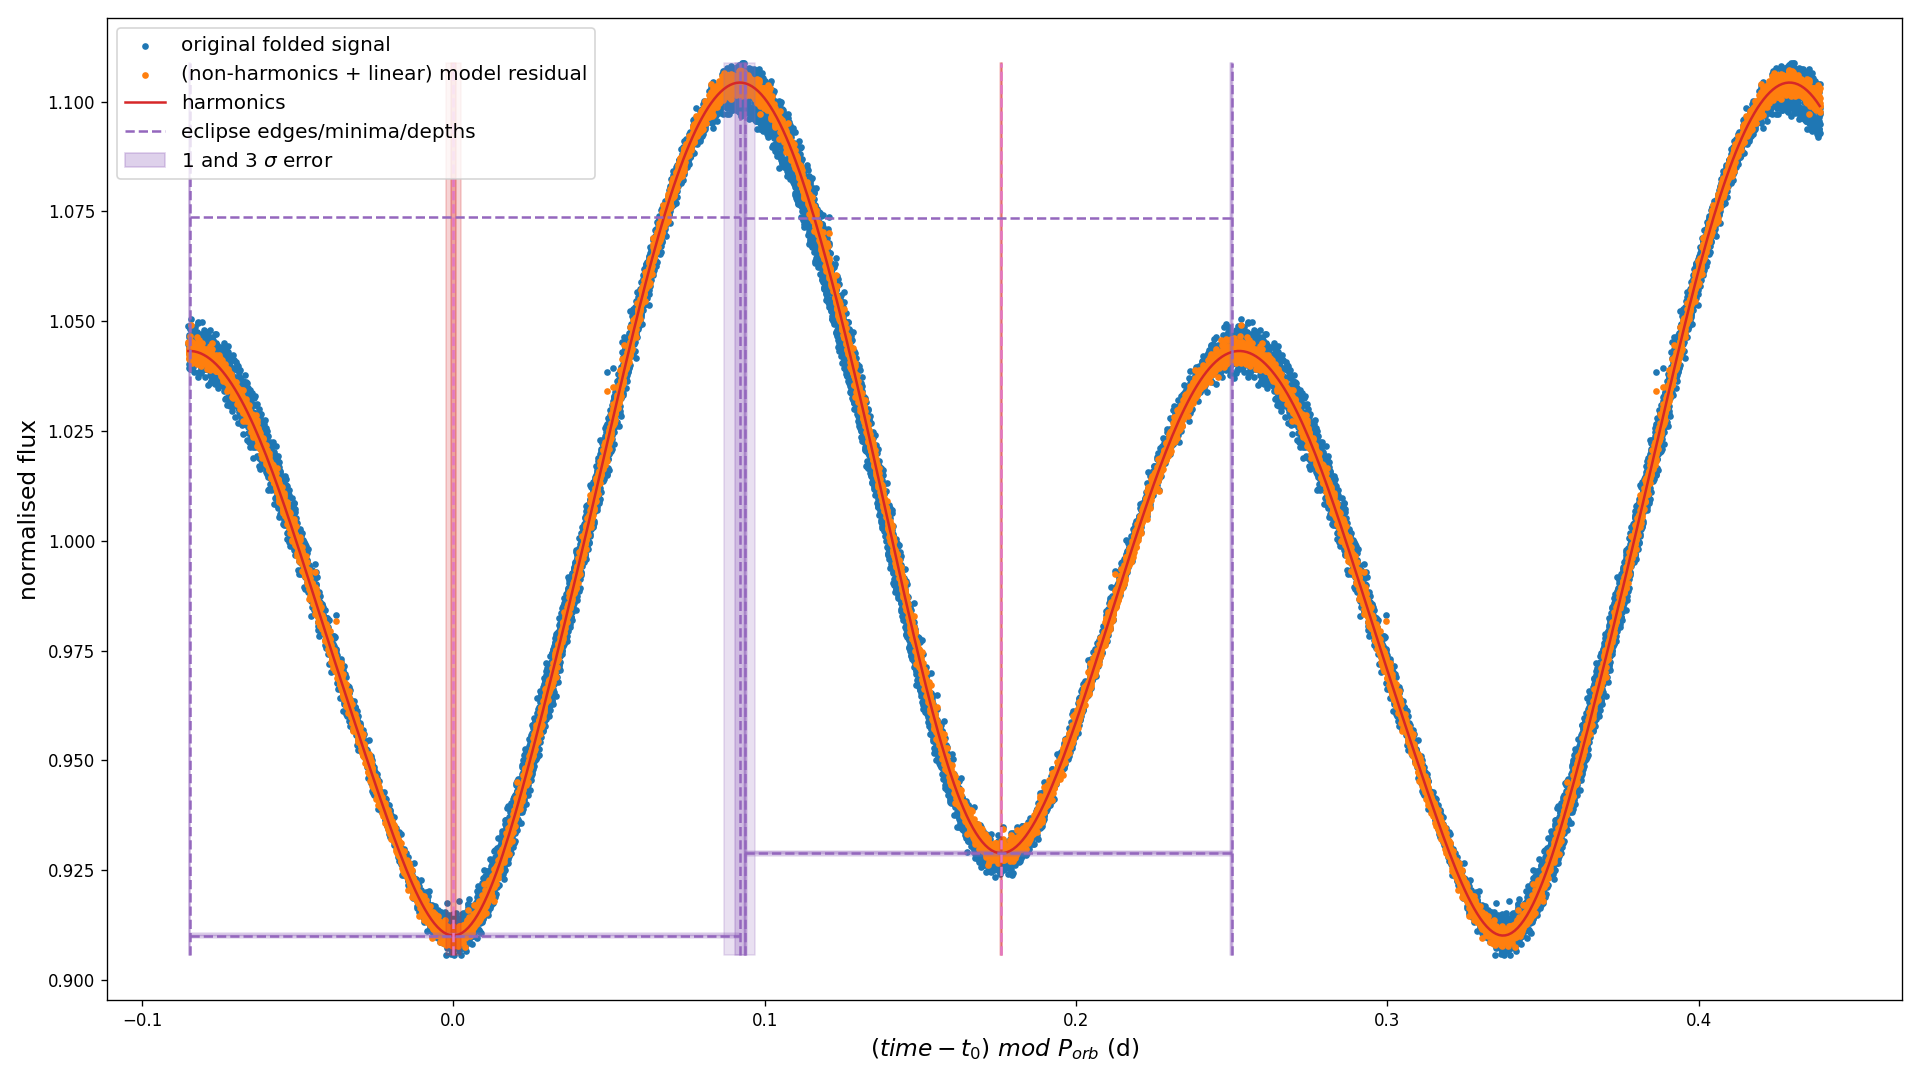 original folded signal
(non-harmonics + linear) model residual
harmonics
eclipse edges/minima/depths
1 and 3 σ error
normalised flux
1.100
1.075
1.050
1.025
1.000
0.975
0.950
0.925
0.900
−0.1 0.0 0.1 0.2 0.3 0.4
(time − t₀) mod P_orb (d)